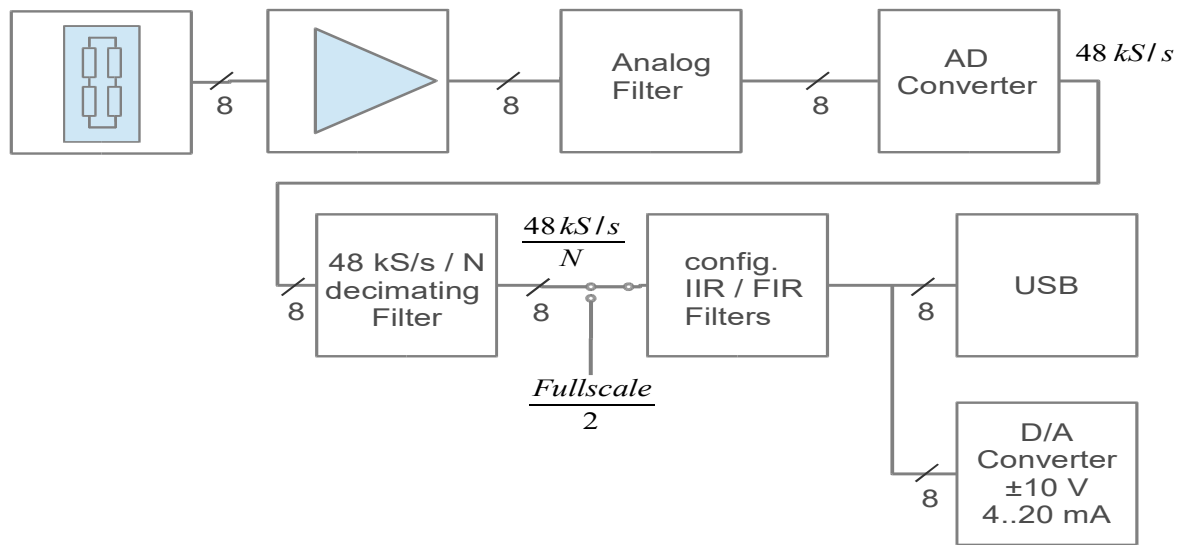 8
8
Analog
Filter
8
AD
Converter
48 kS/s
8
48 kS/s / N
decimating
Filter
48 kS/s
N
8
Fullscale
2
config.
IIR / FIR
Filters
8
USB
8
D/A
Converter
±10 V
4..20 mA